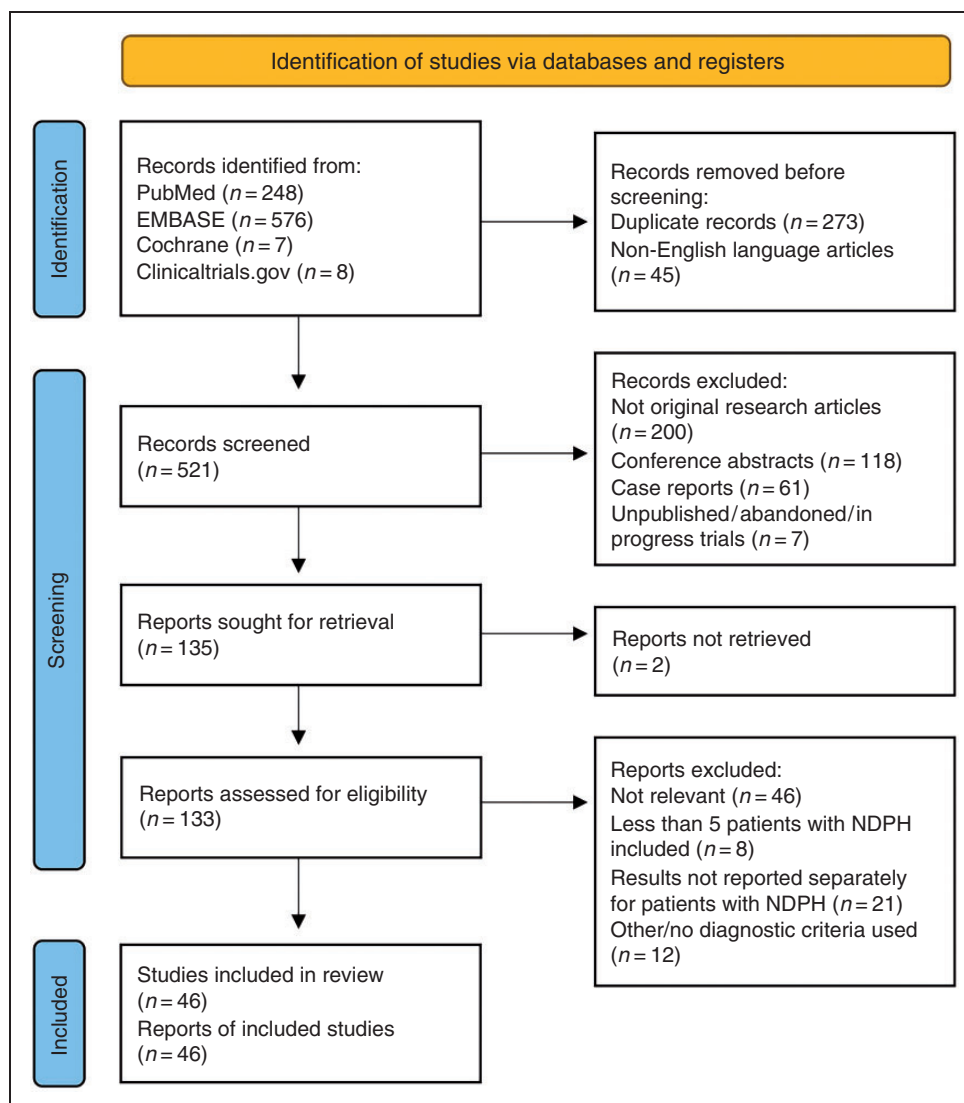 Identification of studies via databases and registers
Identification
Records identified from:
PubMed (n = 248)
EMBASE (n = 576)
Cochrane (n = 7)
Clinicaltrials.gov (n = 8)
Records removed before
screening:
Duplicate records (n = 273)
Non-English language articles
(n = 45)
Screening
Records screened
(n = 521)
Records excluded:
Not original research articles
(n = 200)
Conference abstracts (n = 118)
Case reports (n = 61)
Unpublished/abandoned/in
progress trials (n = 7)
Reports sought for retrieval
(n = 135)
Reports not retrieved
(n = 2)
Reports assessed for eligibility
(n = 133)
Reports excluded:
Not relevant (n = 46)
Less than 5 patients with NDPH
included (n = 8)
Results not reported separately
for patients with NDPH (n = 21)
Other/no diagnostic criteria used
(n = 12)
Included
Studies included in review
(n = 46)
Reports of included studies
(n = 46)